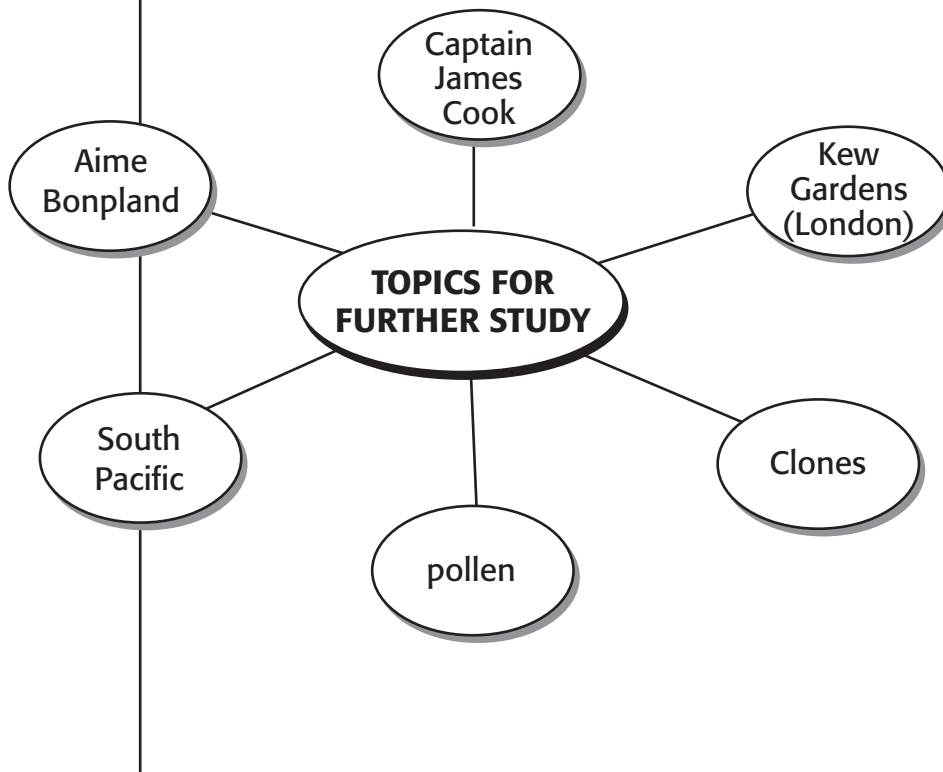 Captain
James
Cook
Aime
Bonpland
Kew
Gardens
(London)
TOPICS FOR
FURTHER STUDY
South
Pacific
Clones
pollen